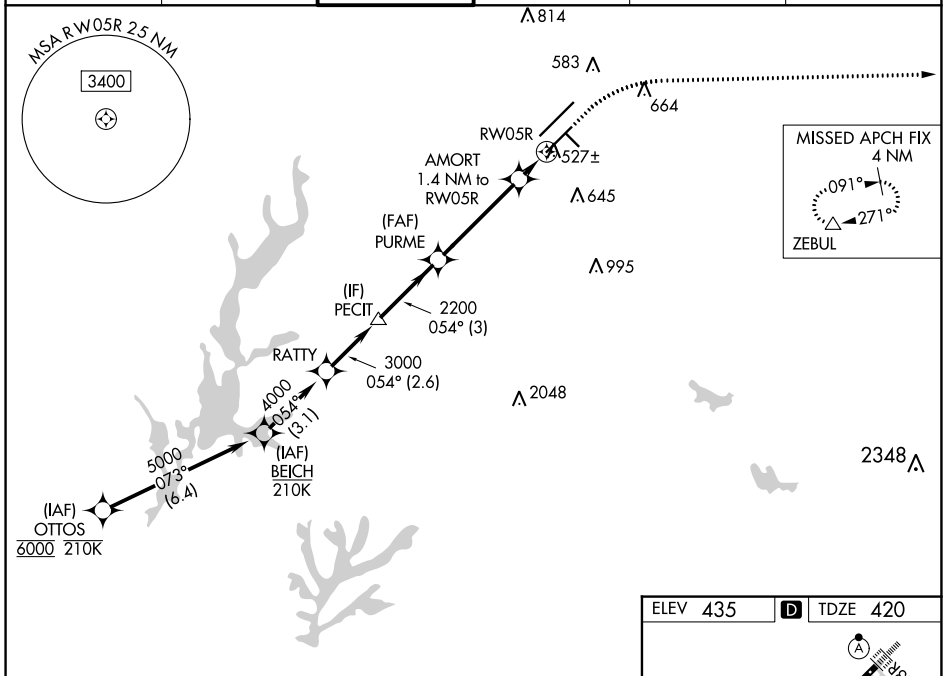 814
MSA RW05R 25 NM
3400
583
664
RW05R
527±
AMORT
1.4 NM to
RW05R
645
MISSED APCH FIX
4 NM
091°
271°
ZEBUL
(FAF)
PURME
995
(IF)
PECIT
2200
054° (3)
RATTY
3000
054° (2.6)
2048
4000
054°
(3.1)
(IAF)
BEICH
210K
2348
5000
073°
(6.4)
(IAF)
OTTOS
6000 210K
ELEV 435
D
TDZE 420
A